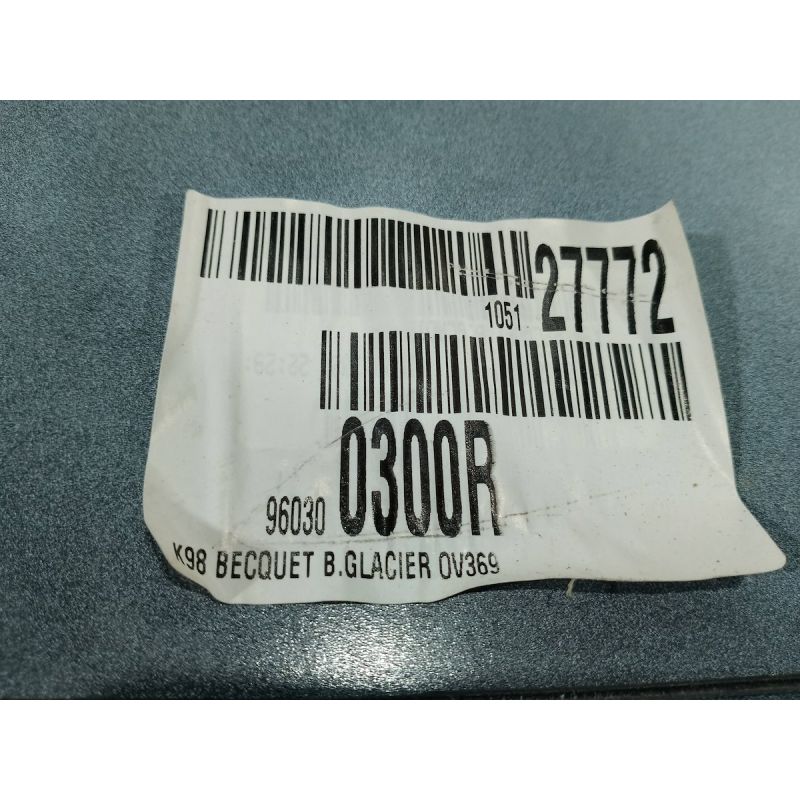 1051 27772
96030 0300R
K98 BECQUET B.GLACIER OV369